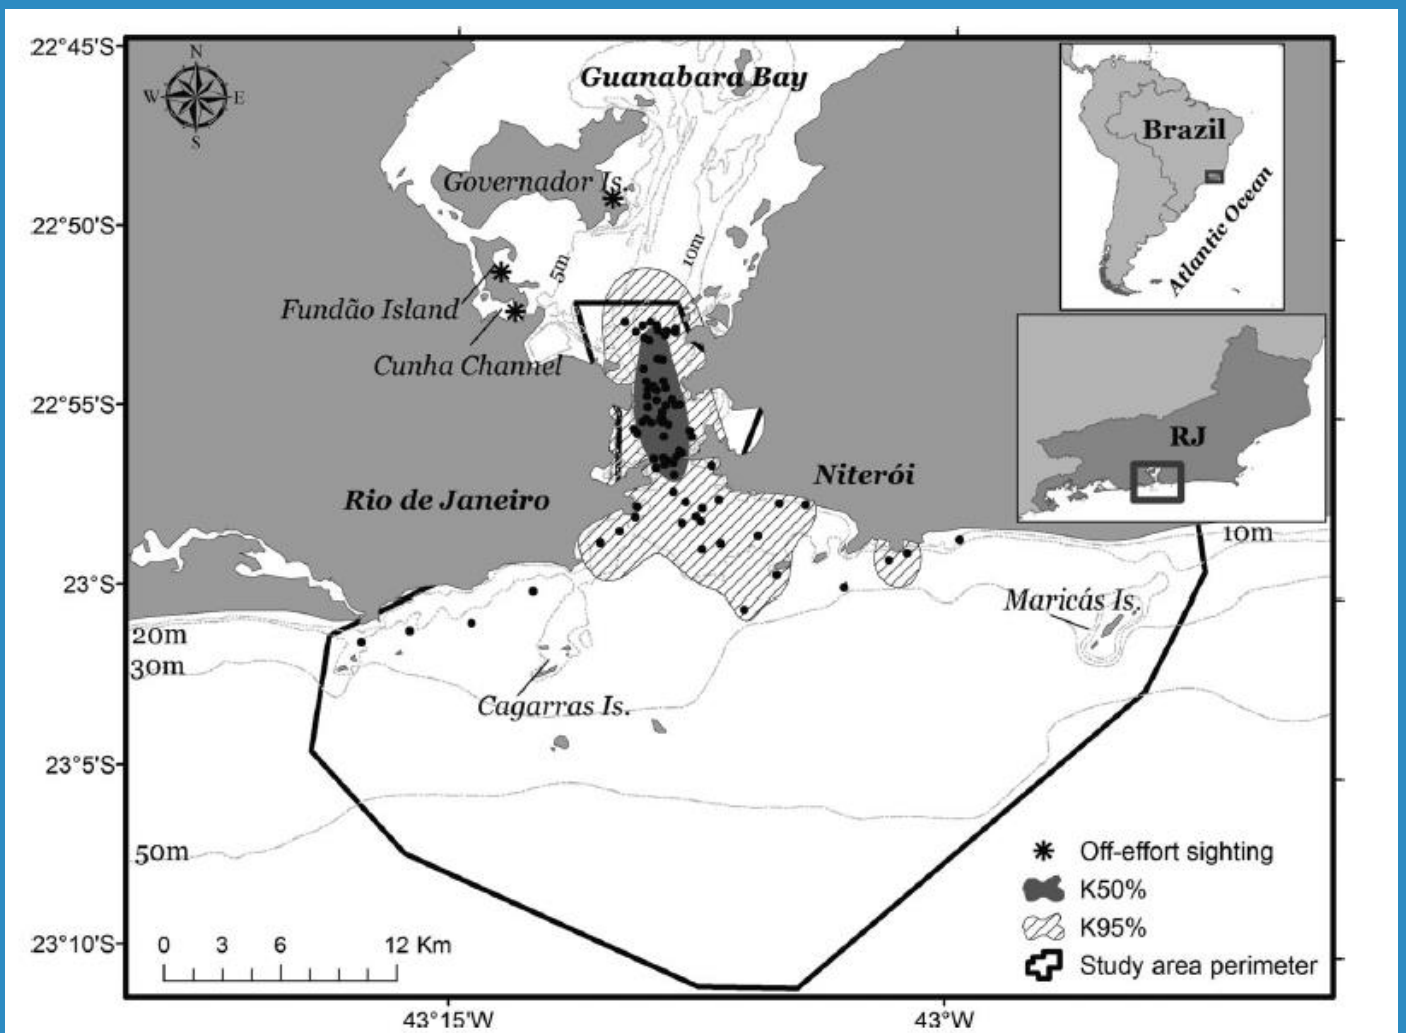 22°45'S
N
W
E
S
Guanabara Bay
Brazil
Atlantic Ocean
Governador Is.
22°50'S
5m
10m
Fundão Island
Cunha Channel
22°55'S
RJ
Niterói
Rio de Janeiro
10m
23°S
Maricás Is.
20m
30m
Cagarras Is.
23°5'S
50m
Off-effort sighting
K50%
K95%
Study area perimeter
23°10'S
0 3 6 12 Km
43°15'W
43°W